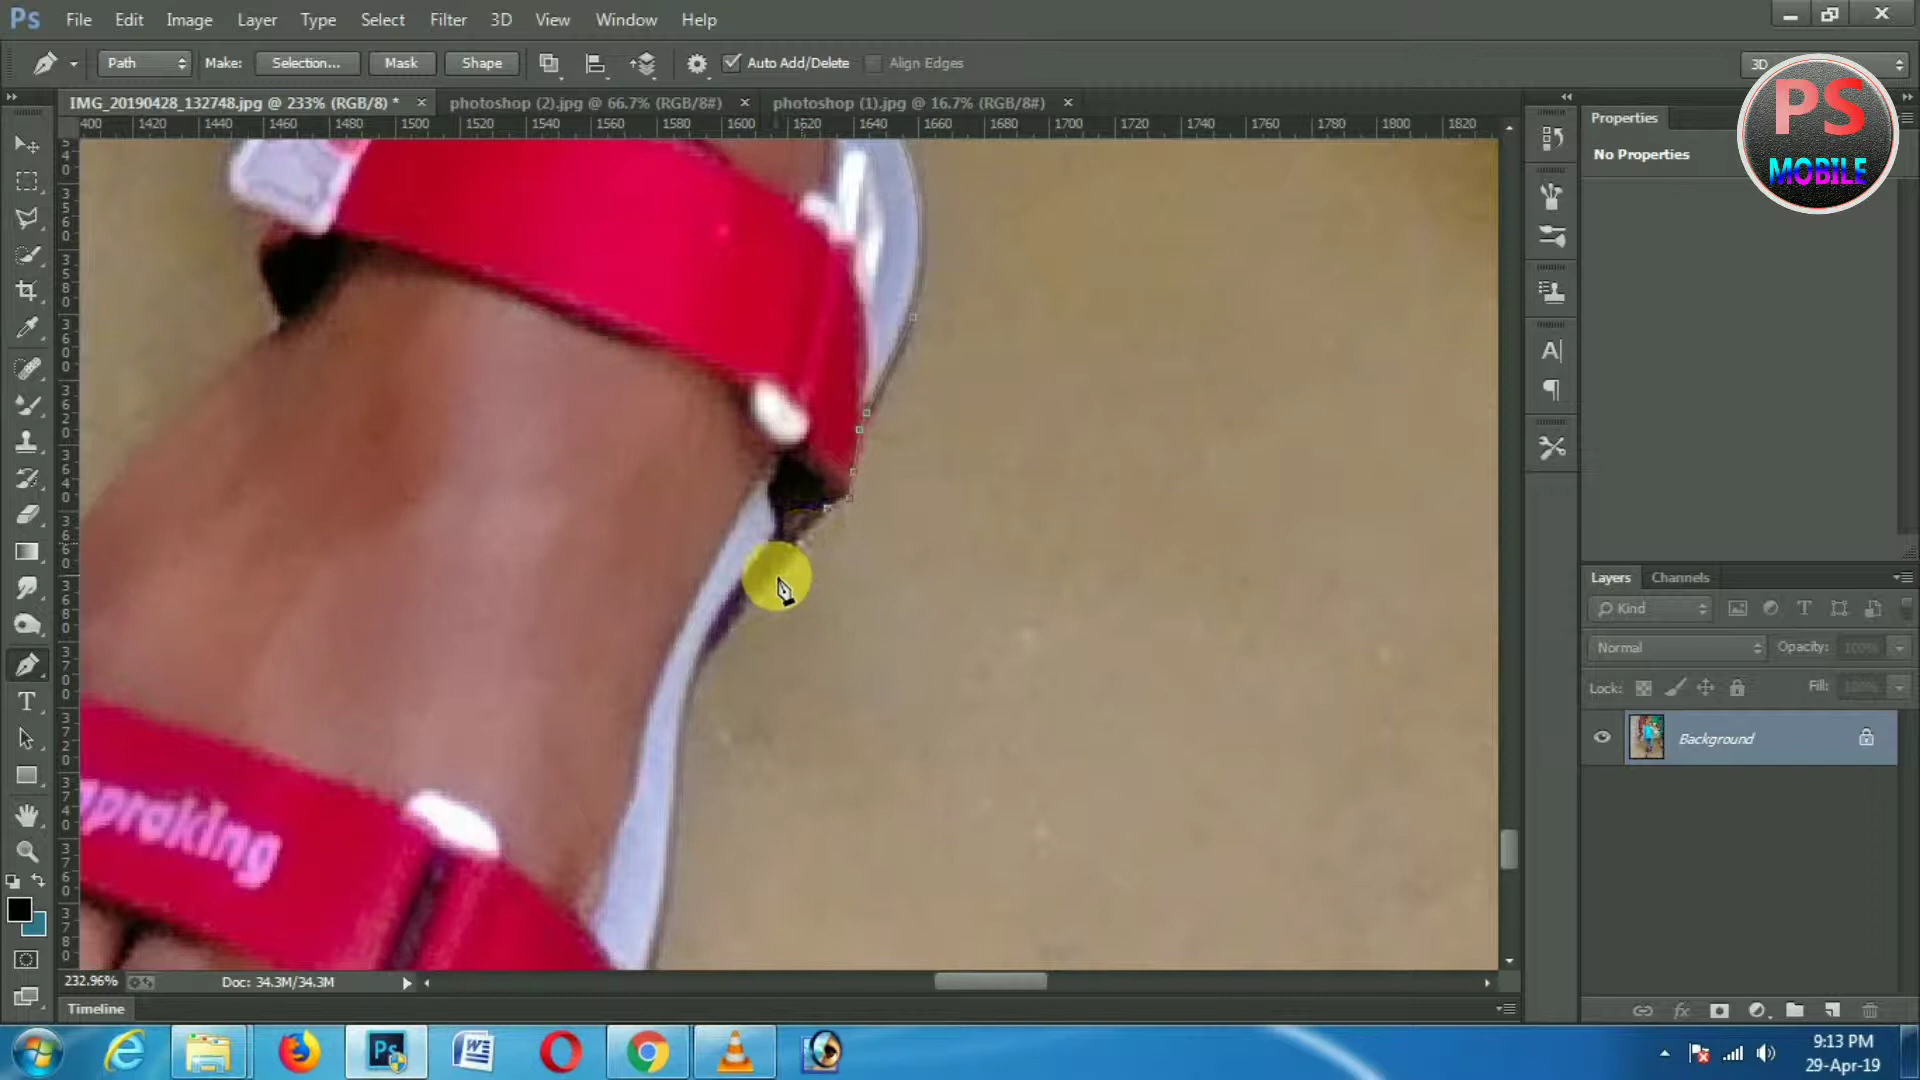 Ps File Edit Image Layer Type Select Filter 3D View Window Help
Path Make: Selection... Mask Shape Auto Add/Delete Align Edges 3D
IMG_20190428_132748.jpg @ 233% (RGB/8) * × photoshop (2).jpg @ 66.7% (RGB/8#) × photoshop (1).jpg @ 16.7% (RGB/8#) ×
400 1420 1440 1460 1480 1500 1520 1540 1560 1580 1600 1620 1640 1660 1680 1700 1720 1740 1760 1780 1800 1820
PS
MOBILE
Properties
No Properties
praking
Layers Channels
Kind
Normal Opacity: 100%
Lock: Fill: 100%
Background
232.96% Doc: 34.3M/34.3M
Timeline
9:13 PM
29-Apr-19